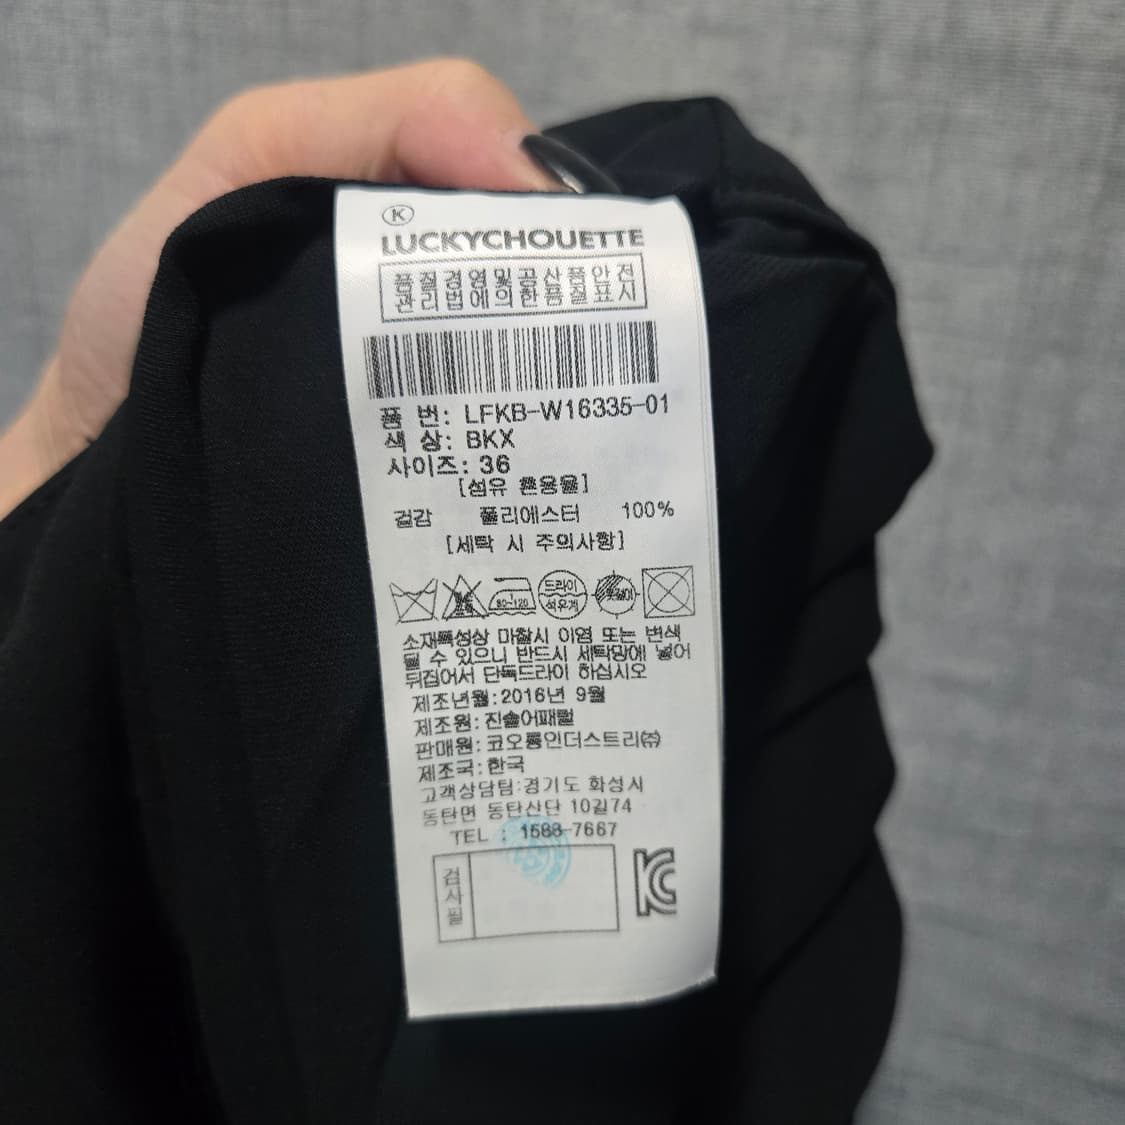 K
LUCKYCHOUETTE
품질경영및공산품안전
관리법에의한품질표시
품 번: LFKB-W16335-01
색 상: BKX
사이즈: 36
[섬유 혼용율]
겉감 폴리에스터 100%
[세탁 시 주의사항]
80~120 드라이 석유계 옷걸이
소재특성상 마찰시 이염 또는 변색
될 수 있으니 반드시 세탁망에 넣어
뒤집어서 단독드라이 하십시오
제조년월:2016년 9월
제조원:진솔어패럴
판매원:코오롱인더스트리㈜
제조국:한국
고객상담팀:경기도 화성시
동탄면 동탄산단 10길74
TEL : 1588-7667
검사필
KC